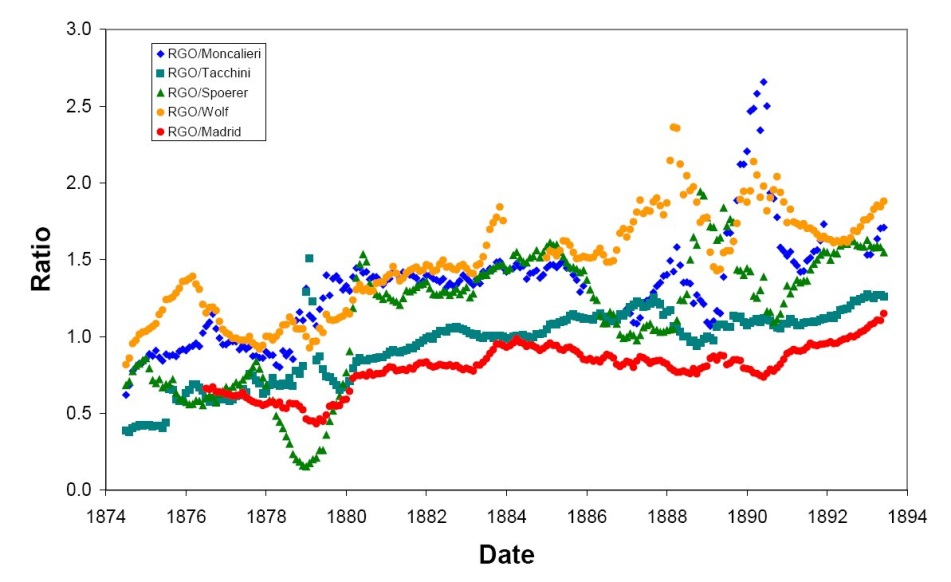 3.0
RGO/Moncalieri
RGO/Tacchini
RGO/Spoerer
RGO/Wolf
RGO/Madrid
2.5
2.0
Ratio
1.5
1.0
0.5
0.0
1874 1876 1878 1880 1882 1884 1886 1888 1890 1892 1894
Date